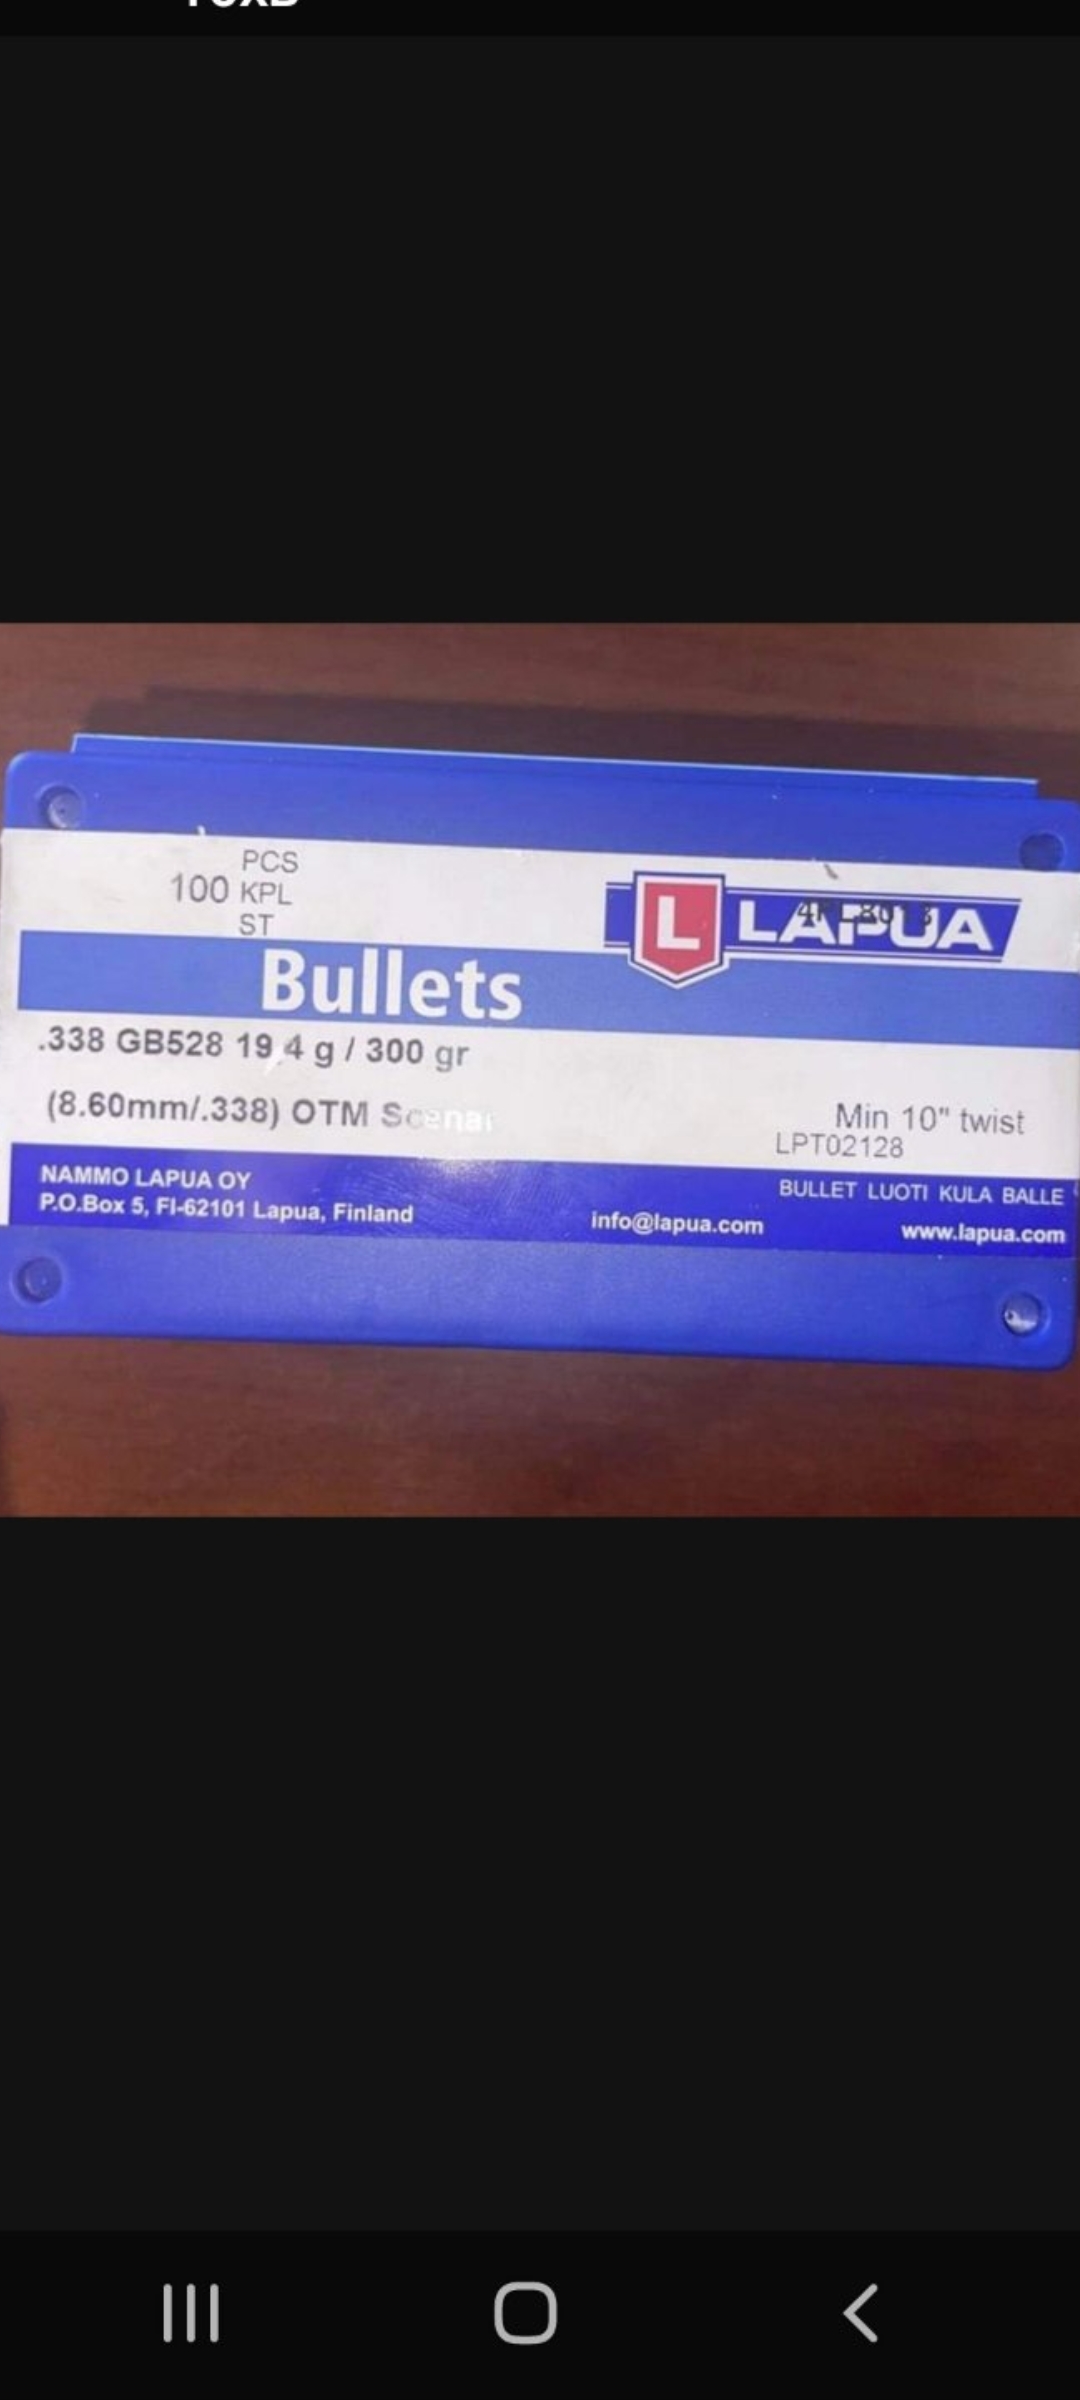 100 PCS
KPL
ST
L LAPUA
Bullets
.338 GB528 19,4 g / 300 gr
(8.60mm/.338) OTM Scenar
Min 10" twist
LPT02128
NAMMO LAPUA OY
P.O.Box 5, FI-62101 Lapua, Finland
info@lapua.com
BULLET LUOTI KULA BALLE
www.lapua.com